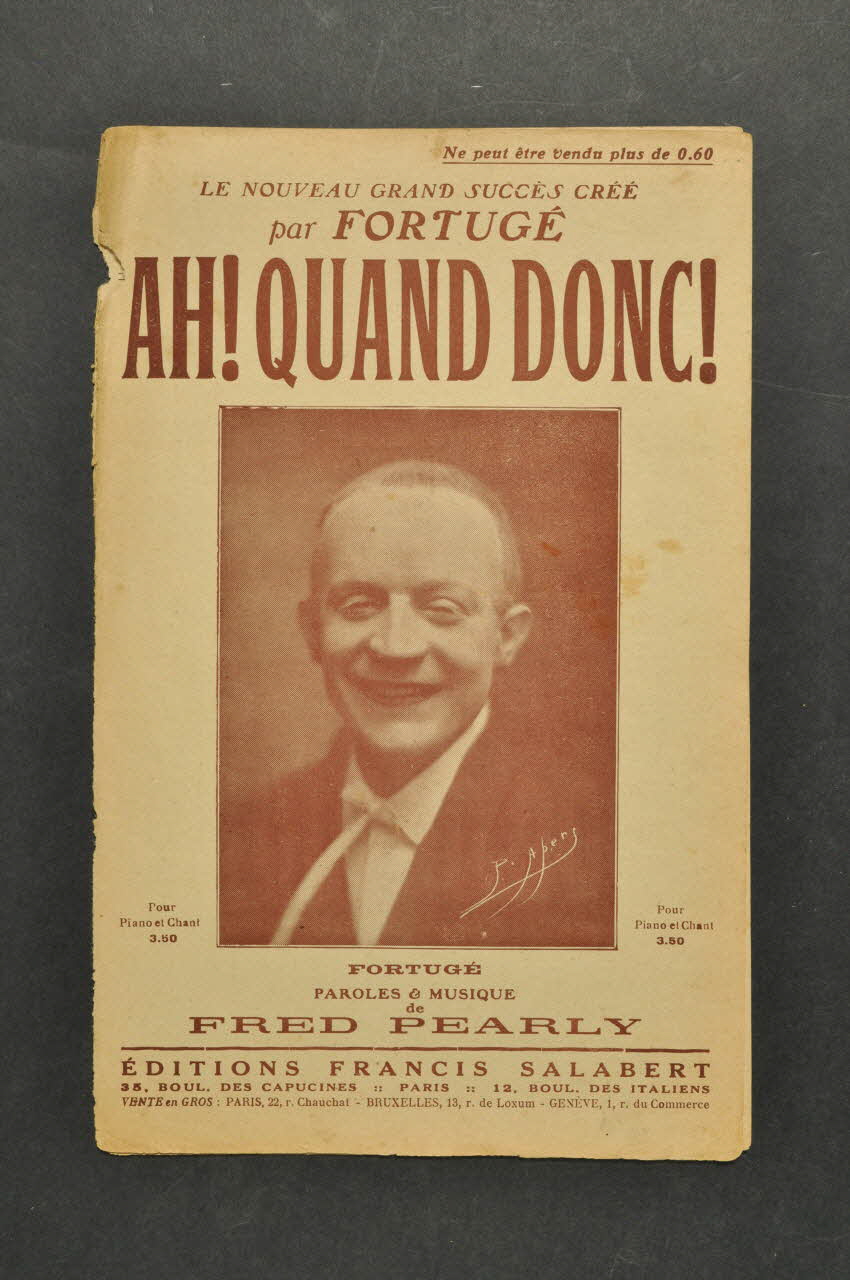 Ne peut être vendu plus de 0.60
LE NOUVEAU GRAND SUCCÈS CRÉÉ
par FORTUGÉ
AH! QUAND DONC!
P. Apers
Pour
Piano et Chant
3.50
Pour
Piano et Chant
3.50
FORTUGÉ
PAROLES & MUSIQUE
de
FRED PEARLY
ÉDITIONS FRANCIS SALABERT
35, BOUL. DES CAPUCINES :: PARIS :: 12, BOUL. DES ITALIENS
VENTE en GROS : PARIS, 22, r. Chauchat - BRUXELLES, 13, r. de Loxum - GENÈVE, 1, r. du Commerce